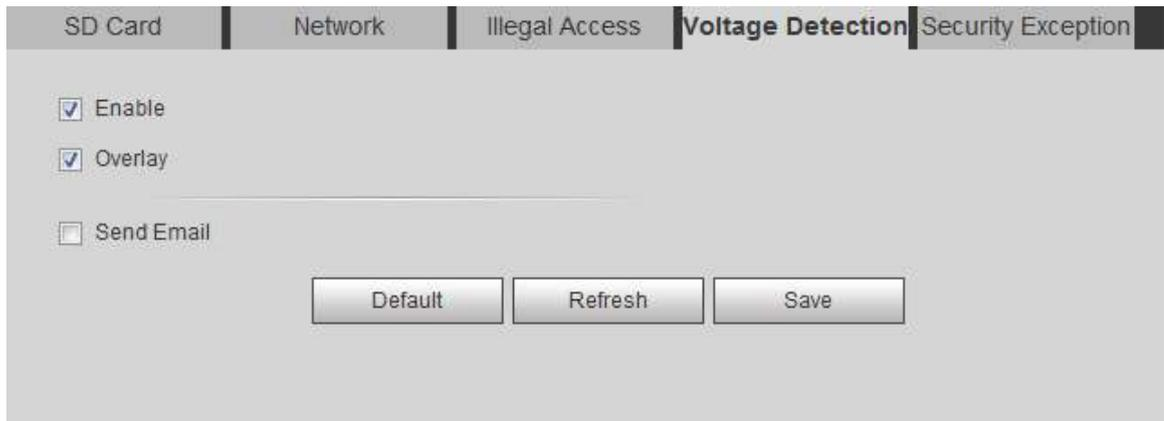 SD Card Network Illegal Access Voltage Detection Security Exception
Enable
Overlay
Send Email
Default Refresh Save